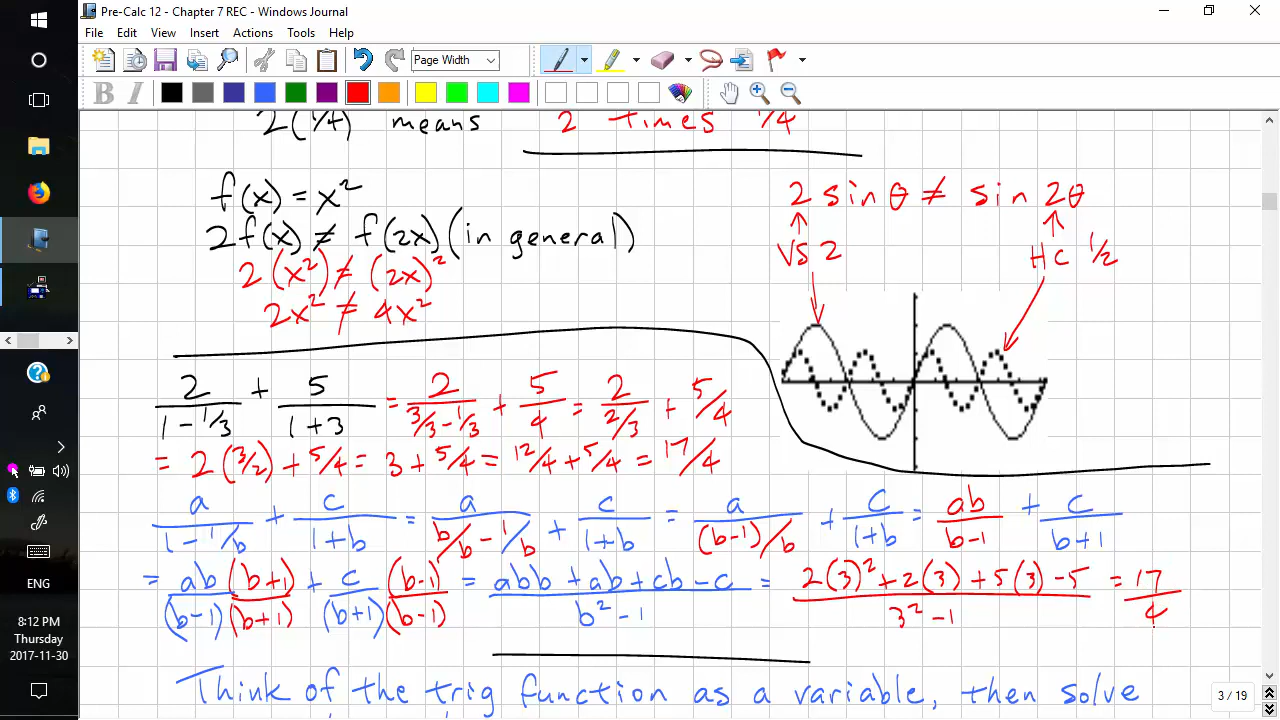 Pre-Calc 12 - Chapter 7 REC - Windows Journal
File Edit View Insert Actions Tools Help
Page Width
B I
2(1/4) means 2 times 1/4
f(x) = x²
2f(x) ≠ f(2x) (in general)
2(x²) ≠ (2x)²
2x² ≠ 4x²
2 sin θ ≠ sin 2θ
VS 2
HC 1/2
2/(1 - 1/3) + 5/(1+3) = 2/(3/3 - 1/3) + 5/4 = 2/(2/3) + 5/4
= 2(3/2) + 5/4 = 3 + 5/4 = 12/4 + 5/4 = 17/4
a/(1 - 1/b) + c/(1+b) = a/(b/b - 1/b) + c/(1+b) = a/((b-1)/b) + c/(1+b) = ab/(b-1) + c/(b+1)
= ab(b+1)/(b-1)(b+1) + c(b-1)/(b+1)(b-1) = (abb + ab + cb - c)/(b² - 1) = (2(3)² + 2(3) + 5(3) - 5)/(3² - 1) = 17/4
Think of the trig function as a variable, then solve
ENG
8:12 PM
Thursday
2017-11-30
3 / 19